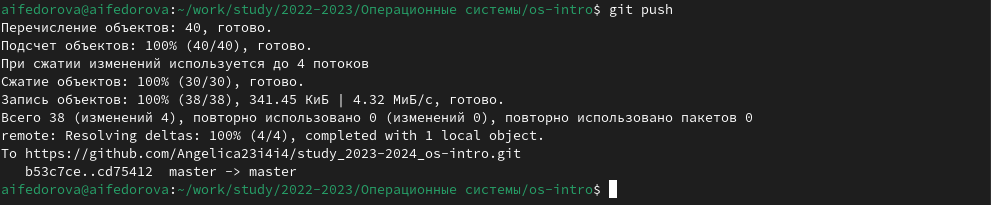 aifedorova@aifedorova:~/work/study/2022-2023/Операционные системы/os-intro$ git push
Перечисление объектов: 40, готово.
Подсчет объектов: 100% (40/40), готово.
При сжатии изменений используется до 4 потоков
Сжатие объектов: 100% (30/30), готово.
Запись объектов: 100% (38/38), 341.45 КиБ | 4.32 МиБ/с, готово.
Всего 38 (изменений 4), повторно использовано 0 (изменений 0), повторно использовано пакетов 0
remote: Resolving deltas: 100% (4/4), completed with 1 local object.
To https://github.com/Angelica23i4i4/study_2023-2024_os-intro.git
   b53c7ce..cd75412  master -> master
aifedorova@aifedorova:~/work/study/2022-2023/Операционные системы/os-intro$